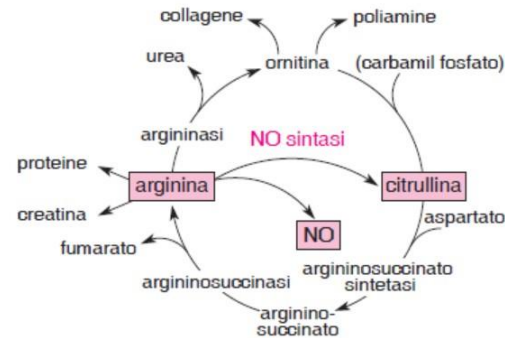 collagene
poliamine
urea
ornitina
(carbamil fosfato)
argininasi
NO sintasi
proteine
arginina
citrullina
creatina
aspartato
NO
fumarato
argininosuccinasi
argininosuccinato
sintetasi
arginino-
succinato